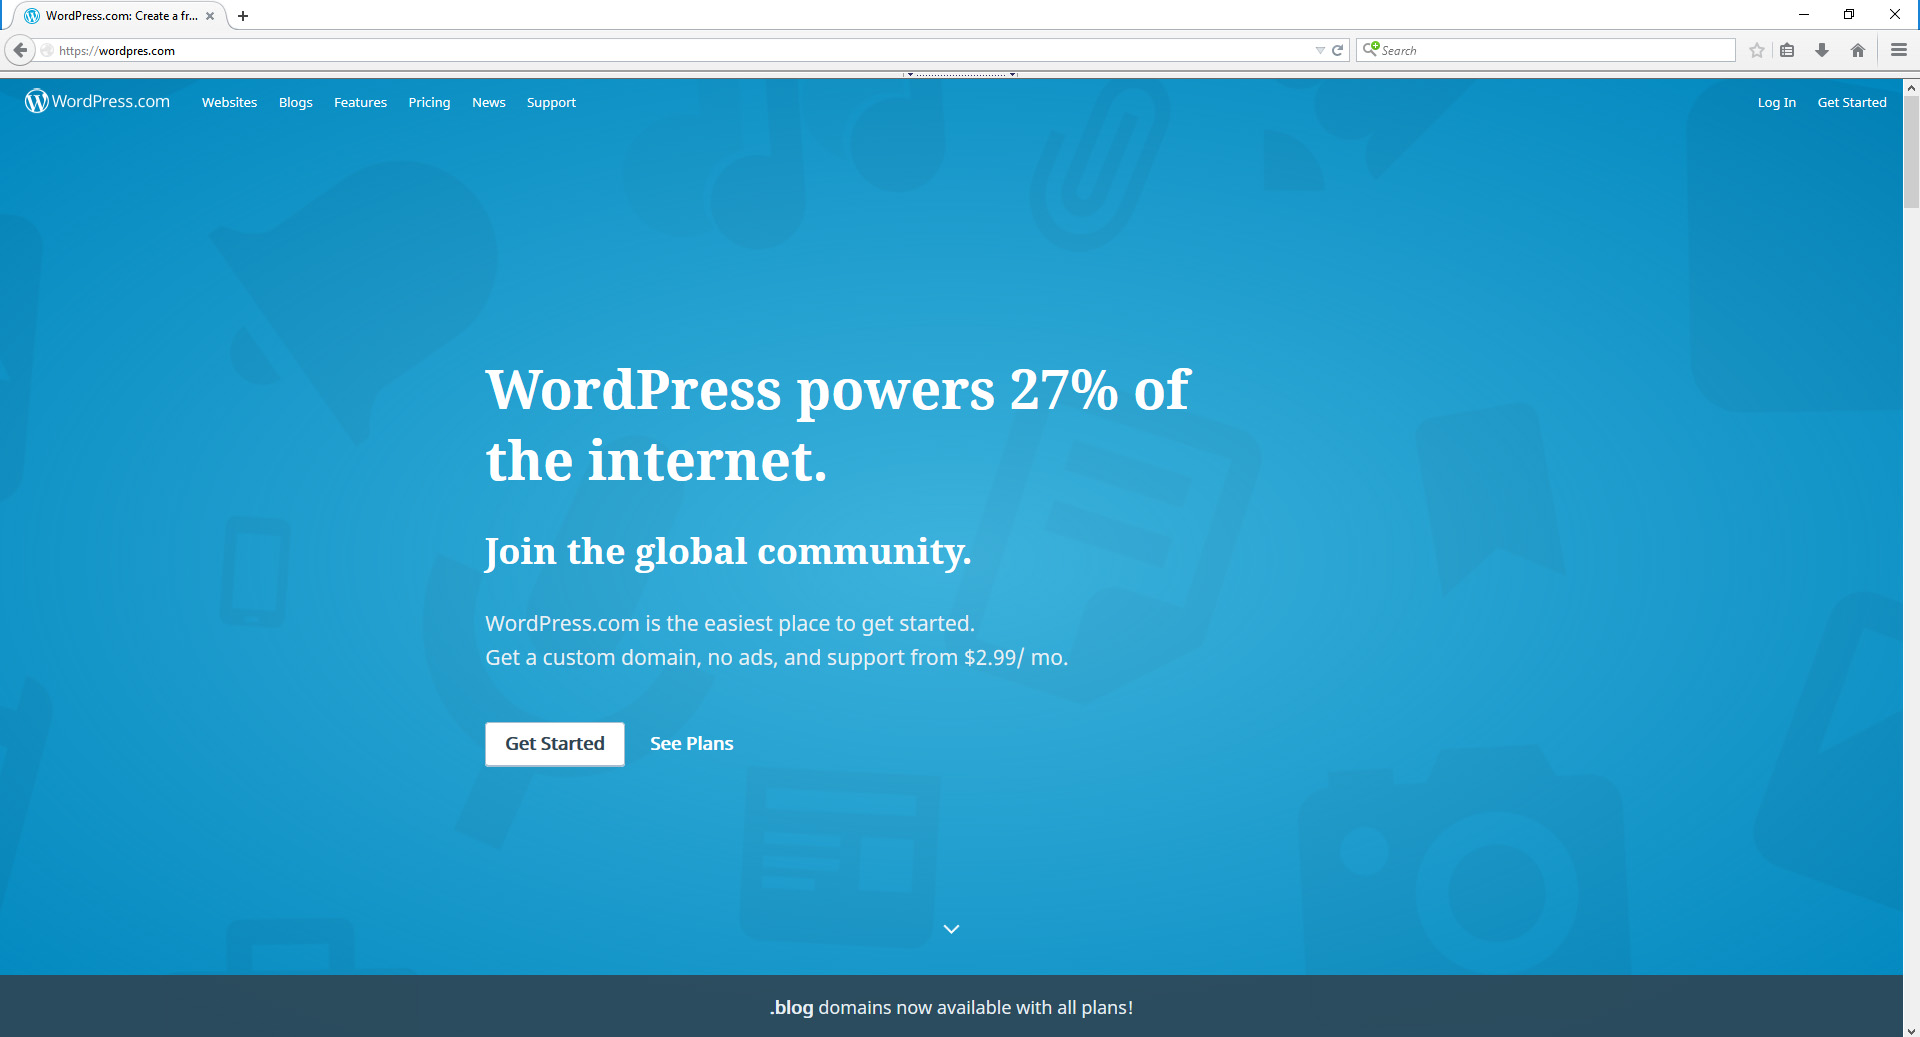 WordPress.com: Create a fr...
https://wordpres.com
Search
WordPress.com Websites Blogs Features Pricing News Support Log In Get Started
WordPress powers 27% of
the internet.
Join the global community.
WordPress.com is the easiest place to get started.
Get a custom domain, no ads, and support from $2.99/ mo.
Get Started See Plans
.blog domains now available with all plans!